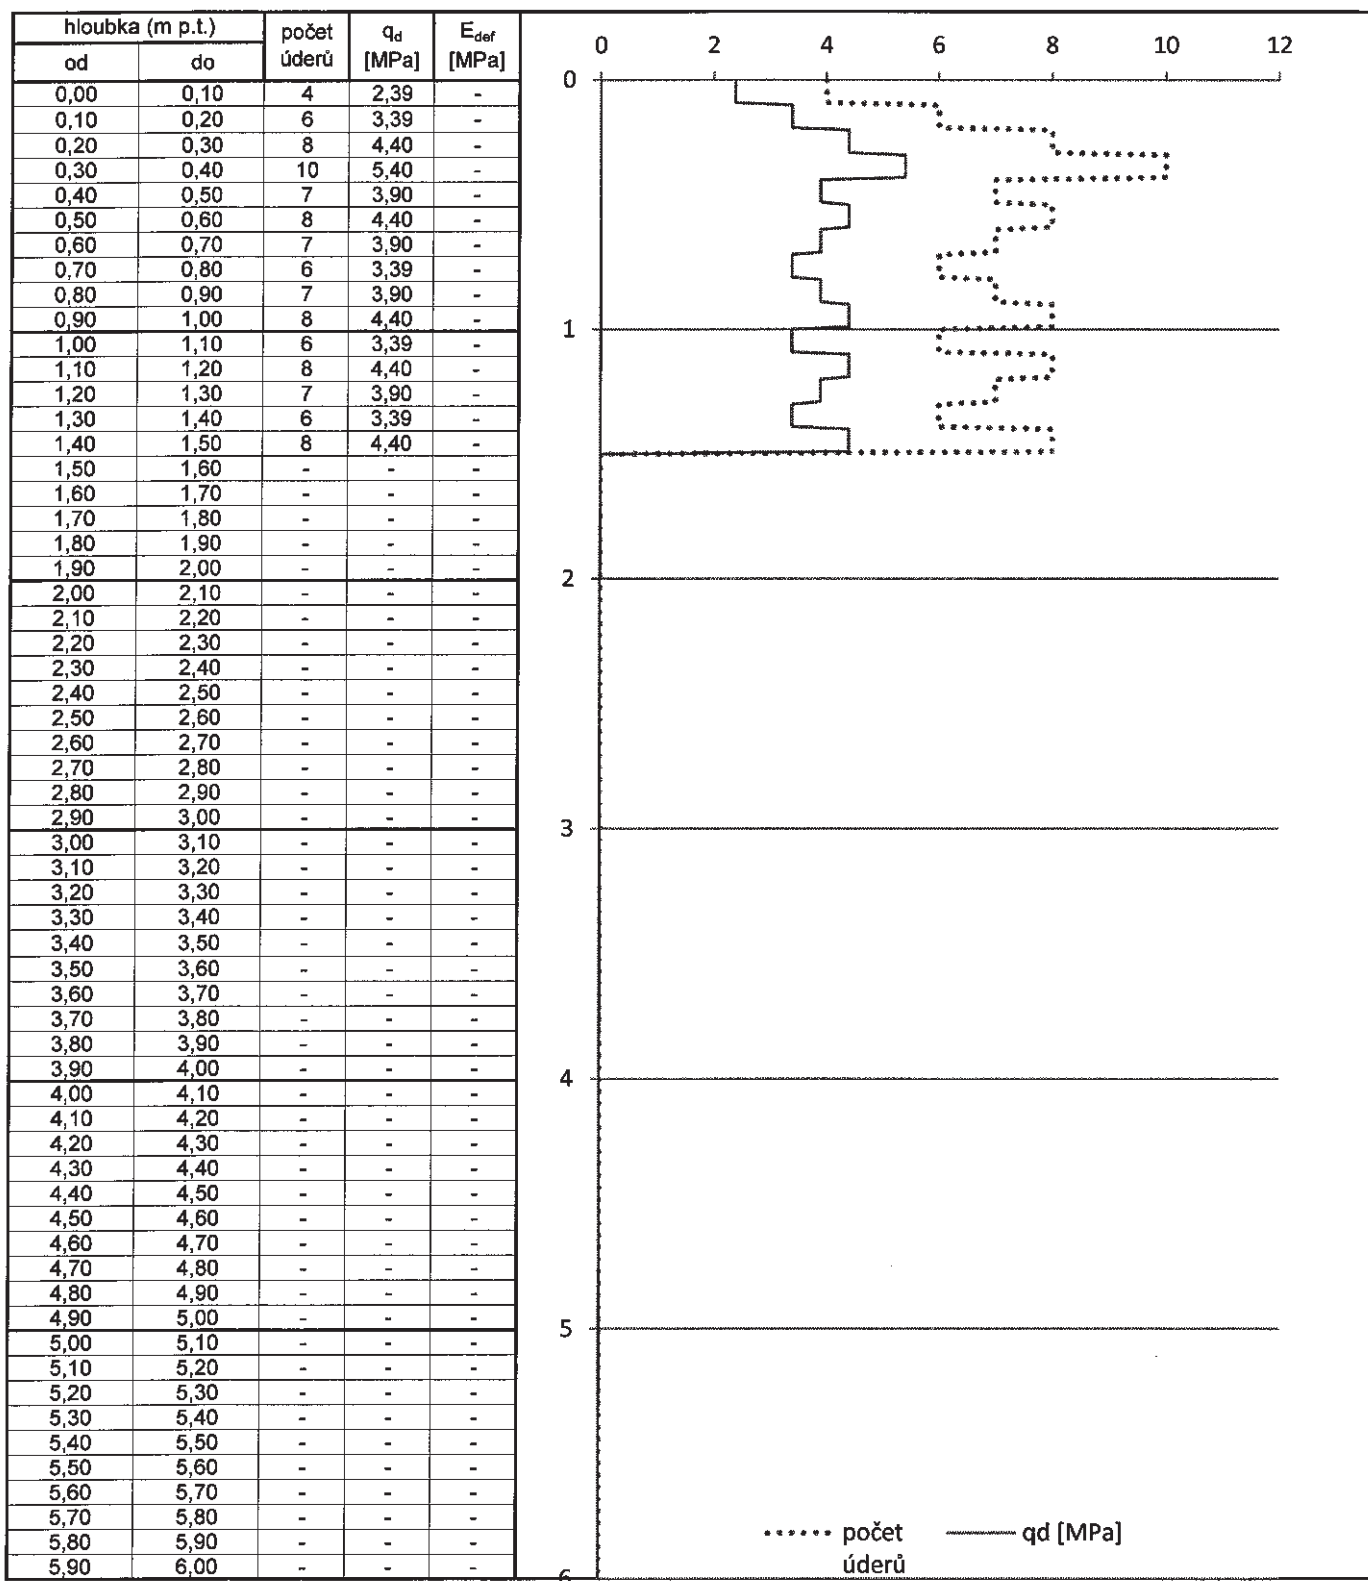 hloubka (m p.t.) počet úderů qd [MPa] Edef [MPa]
od do
0,00 0,10 4 2,39 -
0,10 0,20 6 3,39 -
0,20 0,30 8 4,40 -
0,30 0,40 10 5,40 -
0,40 0,50 7 3,90 -
0,50 0,60 8 4,40 -
0,60 0,70 7 3,90 -
0,70 0,80 6 3,39 -
0,80 0,90 7 3,90 -
0,90 1,00 8 4,40 -
1,00 1,10 6 3,39 -
1,10 1,20 8 4,40 -
1,20 1,30 7 3,90 -
1,30 1,40 6 3,39 -
1,40 1,50 8 4,40 -
1,50 1,60 - - -
1,60 1,70 - - -
1,70 1,80 - - -
1,80 1,90 - - -
1,90 2,00 - - -
2,00 2,10 - - -
2,10 2,20 - - -
2,20 2,30 - - -
2,30 2,40 - - -
2,40 2,50 - - -
2,50 2,60 - - -
2,60 2,70 - - -
2,70 2,80 - - -
2,80 2,90 - - -
2,90 3,00 - - -
3,00 3,10 - - -
3,10 3,20 - - -
3,20 3,30 - - -
3,30 3,40 - - -
3,40 3,50 - - -
3,50 3,60 - - -
3,60 3,70 - - -
3,70 3,80 - - -
3,80 3,90 - - -
3,90 4,00 - - -
4,00 4,10 - - -
4,10 4,20 - - -
4,20 4,30 - - -
4,30 4,40 - - -
4,40 4,50 - - -
4,50 4,60 - - -
4,60 4,70 - - -
4,70 4,80 - - -
4,80 4,90 - - -
4,90 5,00 - - -
5,00 5,10 - - -
5,10 5,20 - - -
5,20 5,30 - - -
5,30 5,40 - - -
5,40 5,50 - - -
5,50 5,60 - - -
5,60 5,70 - - -
5,70 5,80 - - -
5,80 5,90 - - -
5,90 6,00 - - -
0 2 4 6 8 10 12
0
1
2
3
4
5
6
počet qd [MPa]
úderů